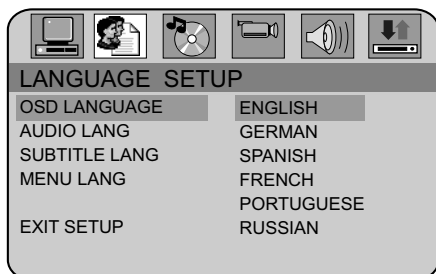 LANGUAGE SETUP
OSD LANGUAGE ENGLISH
AUDIO LANG GERMAN
SUBTITLE LANG SPANISH
MENU LANG FRENCH
PORTUGUESE
EXIT SETUP RUSSIAN